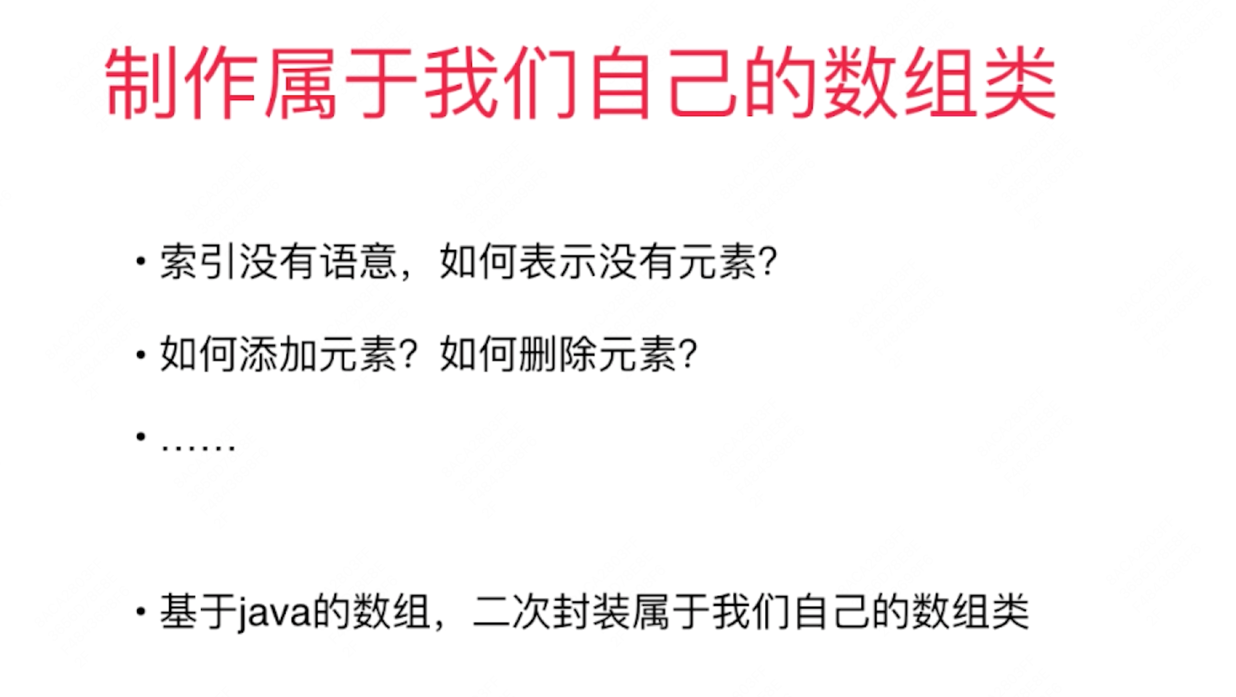 制作属于我们自己的数组类
• 索引没有语意，如何表示没有元素？
• 如何添加元素？如何删除元素？
• ……
• 基于java的数组，二次封装属于我们自己的数组类